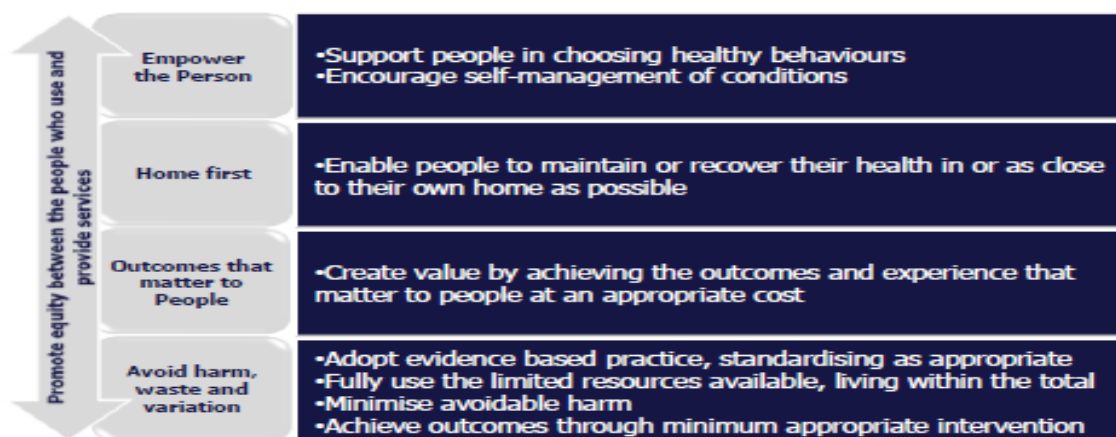 Promote equity between the people who use and
provide services
Empower
the Person
•Support people in choosing healthy behaviours
•Encourage self-management of conditions
Home first
•Enable people to maintain or recover their health in or as close
to their own home as possible
Outcomes that
matter to
People
•Create value by achieving the outcomes and experience that
matter to people at an appropriate cost
Avoid harm,
waste and
variation
•Adopt evidence based practice, standardising as appropriate
•Fully use the limited resources available, living within the total
•Minimise avoidable harm
•Achieve outcomes through minimum appropriate intervention